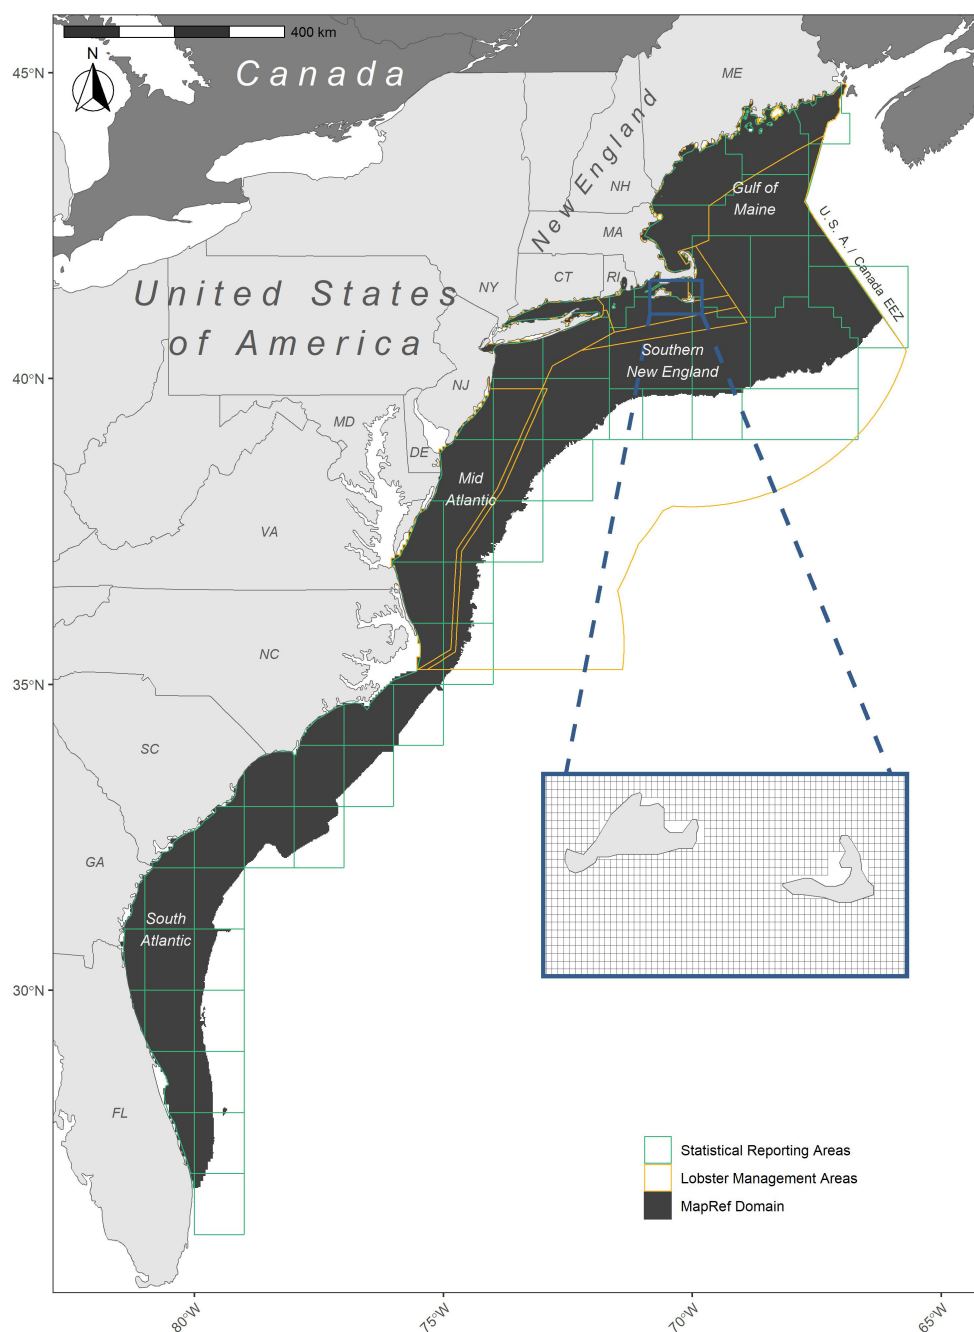 400 km
N
45°N
Canada
ME
New England
NH
Gulf of
Maine
MA
U. S. A. / Canada EEZ
CT
RI
NY
United States
of America
Southern
New England
40°N
NJ
MD
DE
Mid
Atlantic
VA
NC
35°N
SC
GA
South
Atlantic
30°N
FL
Statistical Reporting Areas
Lobster Management Areas
MapRef Domain
80°W
75°W
70°W
65°W